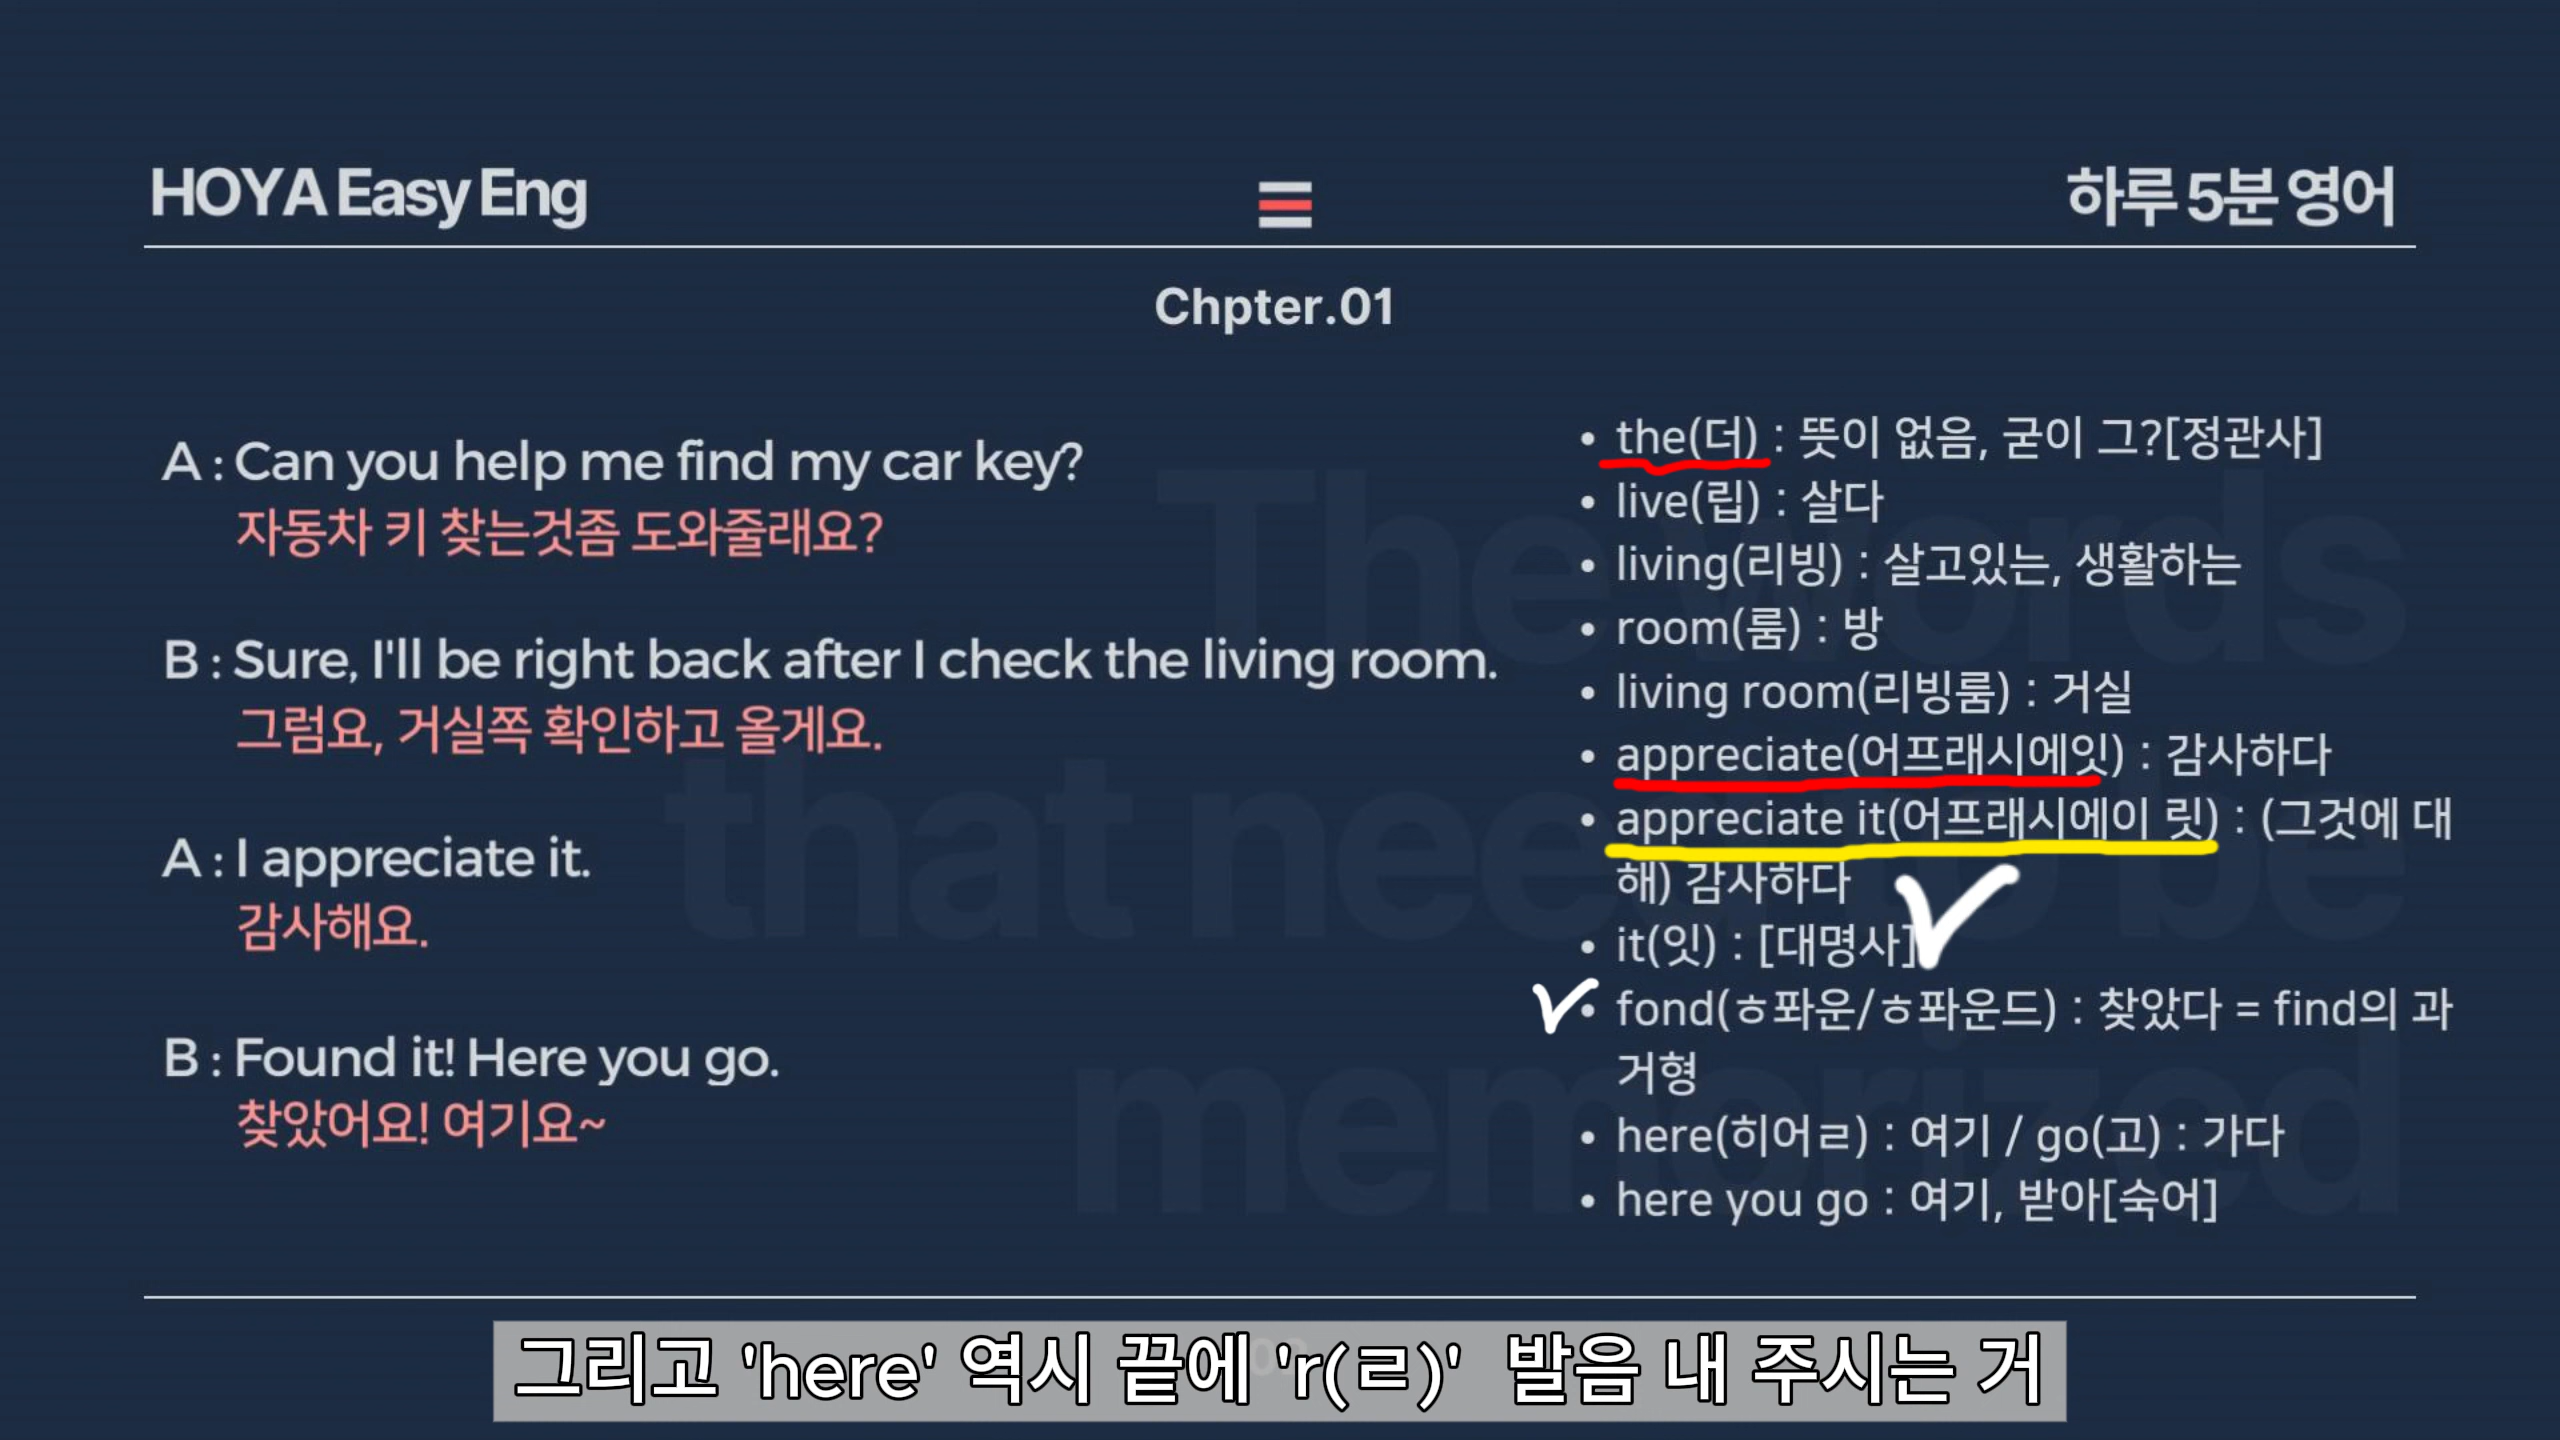 HOYA Easy Eng
하루 5분 영어
Chpter.01
A : Can you help me find my car key?
자동차 키 찾는것좀 도와줄래요?
B : Sure, I'll be right back after I check the living room.
그럼요, 거실쪽 확인하고 올게요.
A : I appreciate it.
감사해요.
B : Found it! Here you go.
찾았어요! 여기요~
• the(더) : 뜻이 없음, 굳이 그?[정관사]
• live(립) : 살다
• living(리빙) : 살고있는, 생활하는
• room(룸) : 방
• living room(리빙룸) : 거실
• appreciate(어프래시에잇) : 감사하다
• appreciate it(어프래시에이 릿) : (그것에 대
해) 감사하다
• it(잇) : [대명사]
• fond(ㅎ퐈운/ㅎ퐈운드) : 찾았다 = find의 과
거형
• here(히어ㄹ) : 여기 / go(고) : 가다
• here you go : 여기, 받아[숙어]
The words
that need to be
memorized
그리고 'here' 역시 끝에 'r(ㄹ)' 발음 내 주시는 거